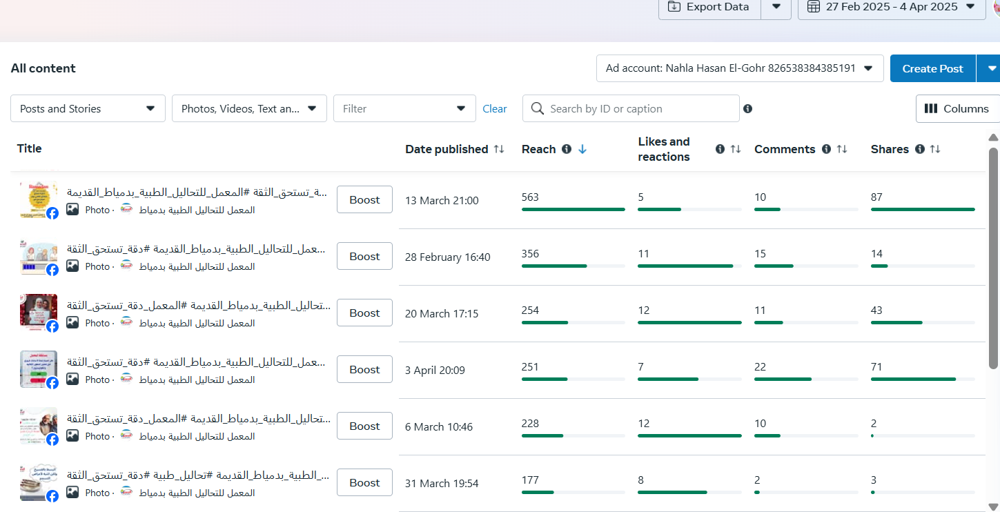 Export Data
27 Feb 2025 - 4 Apr 2025
All content
Ad account: Nahla Hasan El-Gohr 826538384385191
Create Post
Posts and Stories
Photos, Videos, Text an...
Filter
Clear
Search by ID or caption
Columns
Title
Date published
Reach
Likes and reactions
Comments
Shares
ة_تستحق_الثقة #المعمل_للتحاليل_الطبية_بدمياط_القديمة...
Photo · المعمل للتحاليل الطبية بدمياط
Boost
13 March 21:00
563
5
10
87
عمل_للتحاليل_الطبية_بدمياط_القديمة #دقة_تستحق_الثقة...
Photo · المعمل للتحاليل الطبية بدمياط
Boost
28 February 16:40
356
11
15
14
تحاليل_الطبية_بدمياط_القديمة #المعمل_دقة_تستحق_الثقة...
Photo · المعمل للتحاليل الطبية بدمياط
Boost
20 March 17:15
254
12
11
43
عمل_للتحاليل_الطبية_بدمياط_القديمة #دقة_تستحق_الثقة...
Photo · المعمل للتحاليل الطبية بدمياط
Boost
3 April 20:09
251
7
22
71
تحاليل_الطبية_بدمياط_القديمة #المعمل_دقة_تستحق_الثقة...
Photo · المعمل للتحاليل الطبية بدمياط
Boost
6 March 10:46
228
12
10
2
_الطبية_بدمياط_القديمة #تحاليل_طبية #دقة_تستحق_الثقة...
Photo · المعمل للتحاليل الطبية بدمياط
Boost
31 March 19:54
177
8
2
3